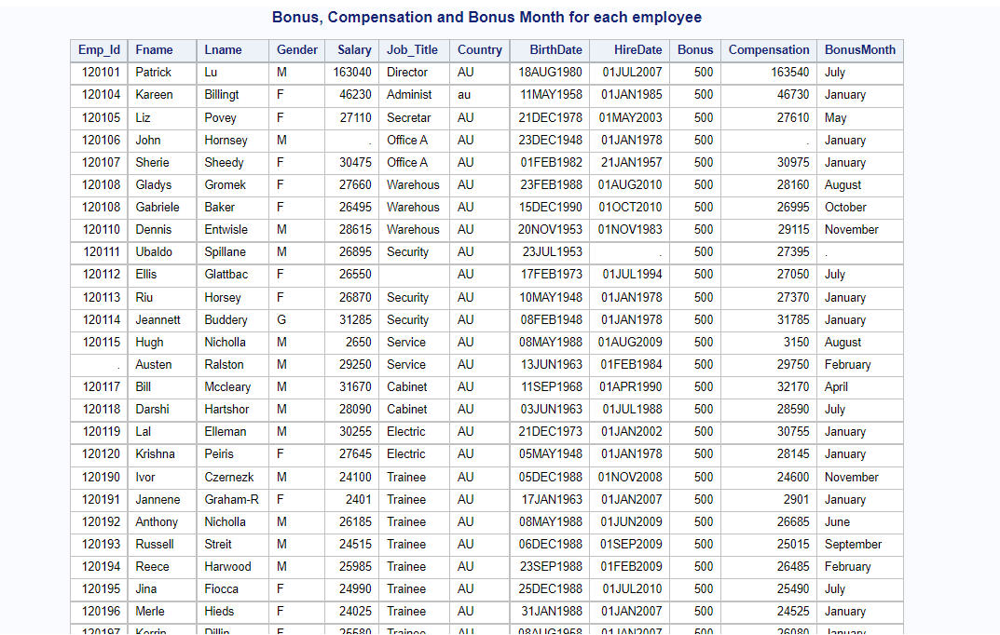 Bonus, Compensation and Bonus Month for each employee
Emp_Id Fname Lname Gender Salary Job_Title Country BirthDate HireDate Bonus Compensation BonusMonth
120101 Patrick Lu M 163040 Director AU 18AUG1980 01JUL2007 500 163540 July
120104 Kareen Billingt F 46230 Administ au 11MAY1958 01JAN1985 500 46730 January
120105 Liz Povey F 27110 Secretar AU 21DEC1978 01MAY2003 500 27610 May
120106 John Hornsey M . Office A AU 23DEC1948 01JAN1978 500 . January
120107 Sherie Sheedy F 30475 Office A AU 01FEB1982 21JAN1957 500 30975 January
120108 Gladys Gromek F 27660 Warehous AU 23FEB1988 01AUG2010 500 28160 August
120108 Gabriele Baker F 26495 Warehous AU 15DEC1990 01OCT2010 500 26995 October
120110 Dennis Entwisle M 28615 Warehous AU 20NOV1953 01NOV1983 500 29115 November
120111 Ubaldo Spillane M 26895 Security AU 23JUL1953 . 500 27395 .
120112 Ellis Glattbac F 26550 AU 17FEB1973 01JUL1994 500 27050 July
120113 Riu Horsey F 26870 Security AU 10MAY1948 01JAN1978 500 27370 January
120114 Jeannett Buddery G 31285 Security AU 08FEB1948 01JAN1978 500 31785 January
120115 Hugh Nicholla M 2650 Service AU 08MAY1988 01AUG2009 500 3150 August
. Austen Ralston M 29250 Service AU 13JUN1963 01FEB1984 500 29750 February
120117 Bill Mccleary M 31670 Cabinet AU 11SEP1968 01APR1990 500 32170 April
120118 Darshi Hartshor M 28090 Cabinet AU 03JUN1963 01JUL1988 500 28590 July
120119 Lal Elleman M 30255 Electric AU 21DEC1973 01JAN2002 500 30755 January
120120 Krishna Peiris F 27645 Electric AU 05MAY1948 01JAN1978 500 28145 January
120190 Ivor Czernezk M 24100 Trainee AU 05DEC1988 01NOV2008 500 24600 November
120191 Jannene Graham-R F 2401 Trainee AU 17JAN1963 01JAN2007 500 2901 January
120192 Anthony Nicholla M 26185 Trainee AU 08MAY1988 01JUN2009 500 26685 June
120193 Russell Streit M 24515 Trainee AU 06DEC1988 01SEP2009 500 25015 September
120194 Reece Harwood M 25985 Trainee AU 23SEP1988 01FEB2009 500 26485 February
120195 Jina Fiocca F 24990 Trainee AU 25DEC1988 01JUL2010 500 25490 July
120196 Merle Hieds F 24025 Trainee AU 31JAN1988 01JAN2007 500 24525 January
120197 Kerrin Dillin F 25580 Trainee AU 08AUG1958 01JAN2007 500 26080 January